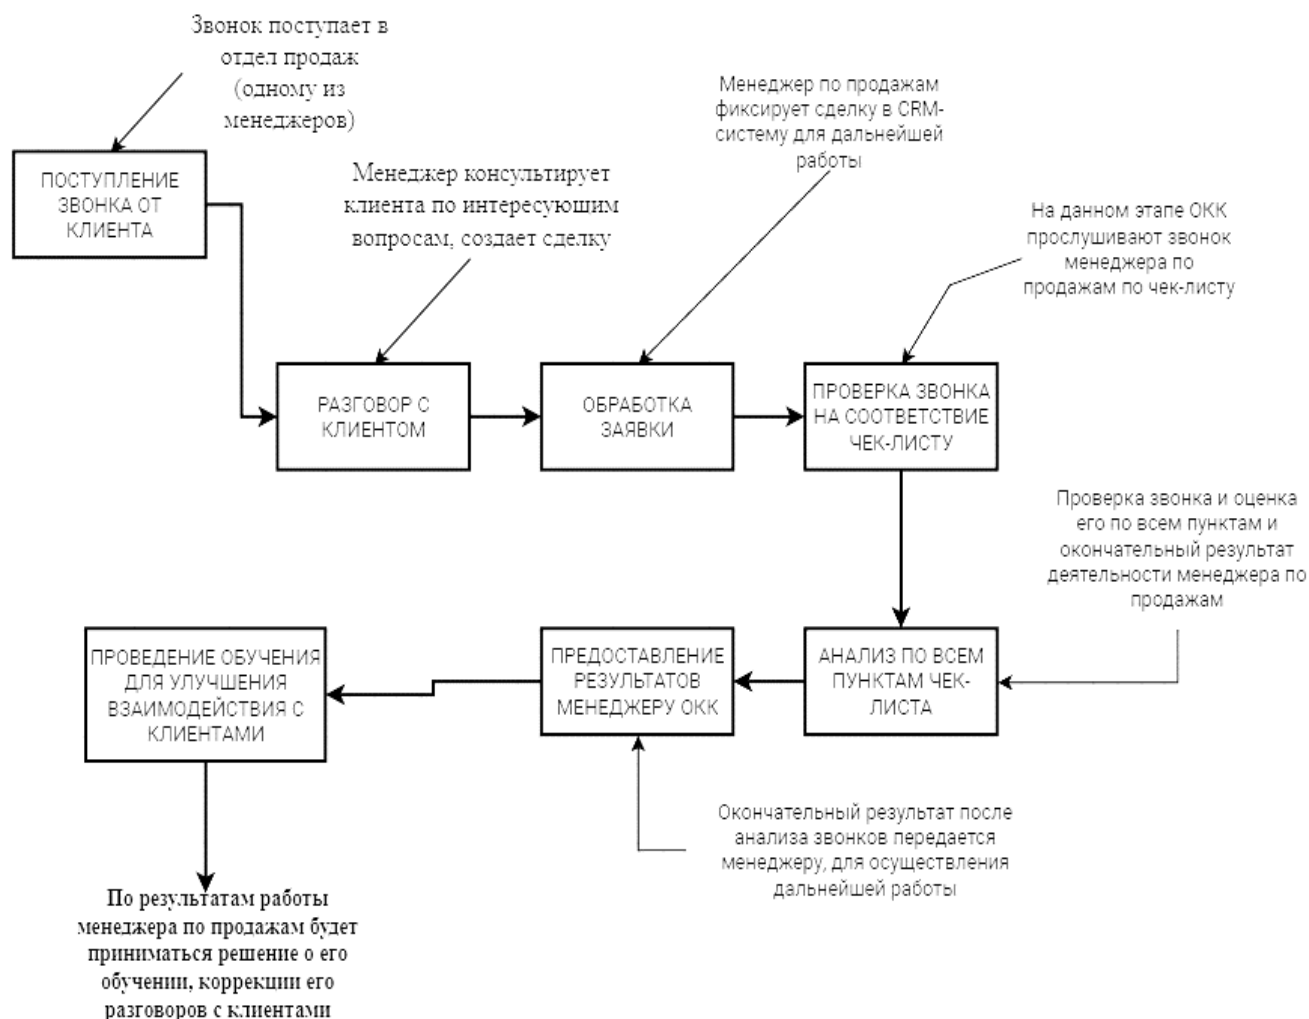 Звонок поступает в
отдел продаж
(одному из
менеджеров)
Менеджер по продажам
фиксирует сделку в CRM-
систему для дальнейшей
работы
ПОСТУПЛЕНИЕ
ЗВОНКА ОТ
КЛИЕНТА
Менеджер консультирует
клиента по интересуюшим
вопросам, создает сделку
На данном этапе ОКК
прослушивают звонок
менеджера по
продажам по чек-листу
РАЗГОВОР С
КЛИЕНТОМ
ОБРАБОТКА
ЗАЯВКИ
ПРОВЕРКА ЗВОНКА
НА СООТВЕТСТВИЕ
ЧЕК-ЛИСТУ
Проверка звонка и оценка
его по всем пунктам и
окончательный результат
деятельности менеджера по
продажам
ПРОВЕДЕНИЕ ОБУЧЕНИЯ
ДЛЯ УЛУЧШЕНИЯ
ВЗАИМОДЕЙСТВИЯ С
КЛИЕНТАМИ
ПРЕДОСТАВЛЕНИЕ
РЕЗУЛЬТАТОВ
МЕНЕДЖЕРУ ОКК
АНАЛИЗ ПО ВСЕМ
ПУНКТАМ ЧЕК-
ЛИСТА
Окончательный результат после
анализа звонков передается
менеджеру, для осуществления
дальнейшей работы
По результатам работы
менеджера по продажам будет
приниматься решение о его
обучении, коррекции его
разговоров с клиентами